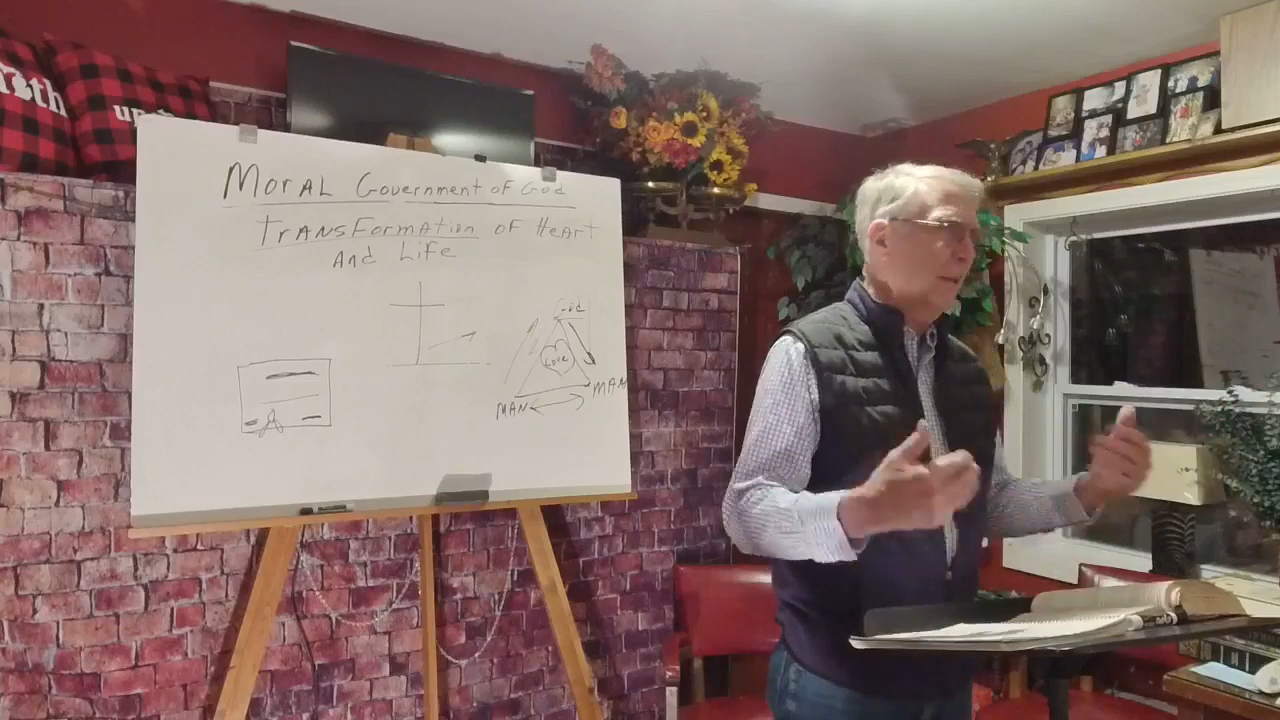 MORAL Government of God
TRANSFORMATION OF HEART
AND LIFE
God
Love
MAN
MAN